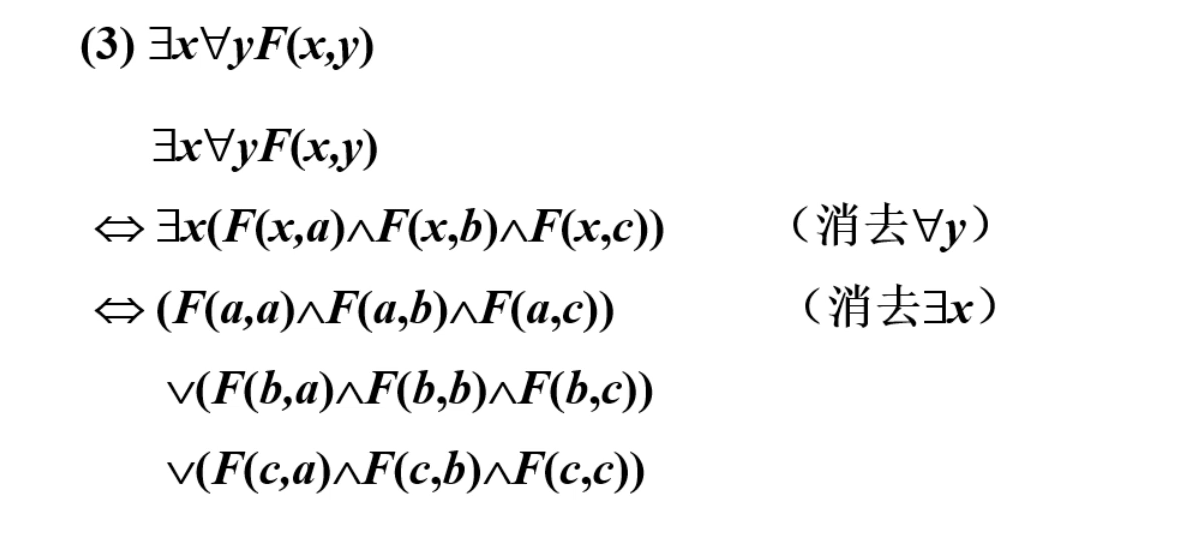 (3) ∃x∀yF(x,y)
∃x∀yF(x,y)
⇔ ∃x(F(x,a)∧F(x,b)∧F(x,c)) （消去∀y）
⇔ (F(a,a)∧F(a,b)∧F(a,c)) （消去∃x）
∨(F(b,a)∧F(b,b)∧F(b,c))
∨(F(c,a)∧F(c,b)∧F(c,c))